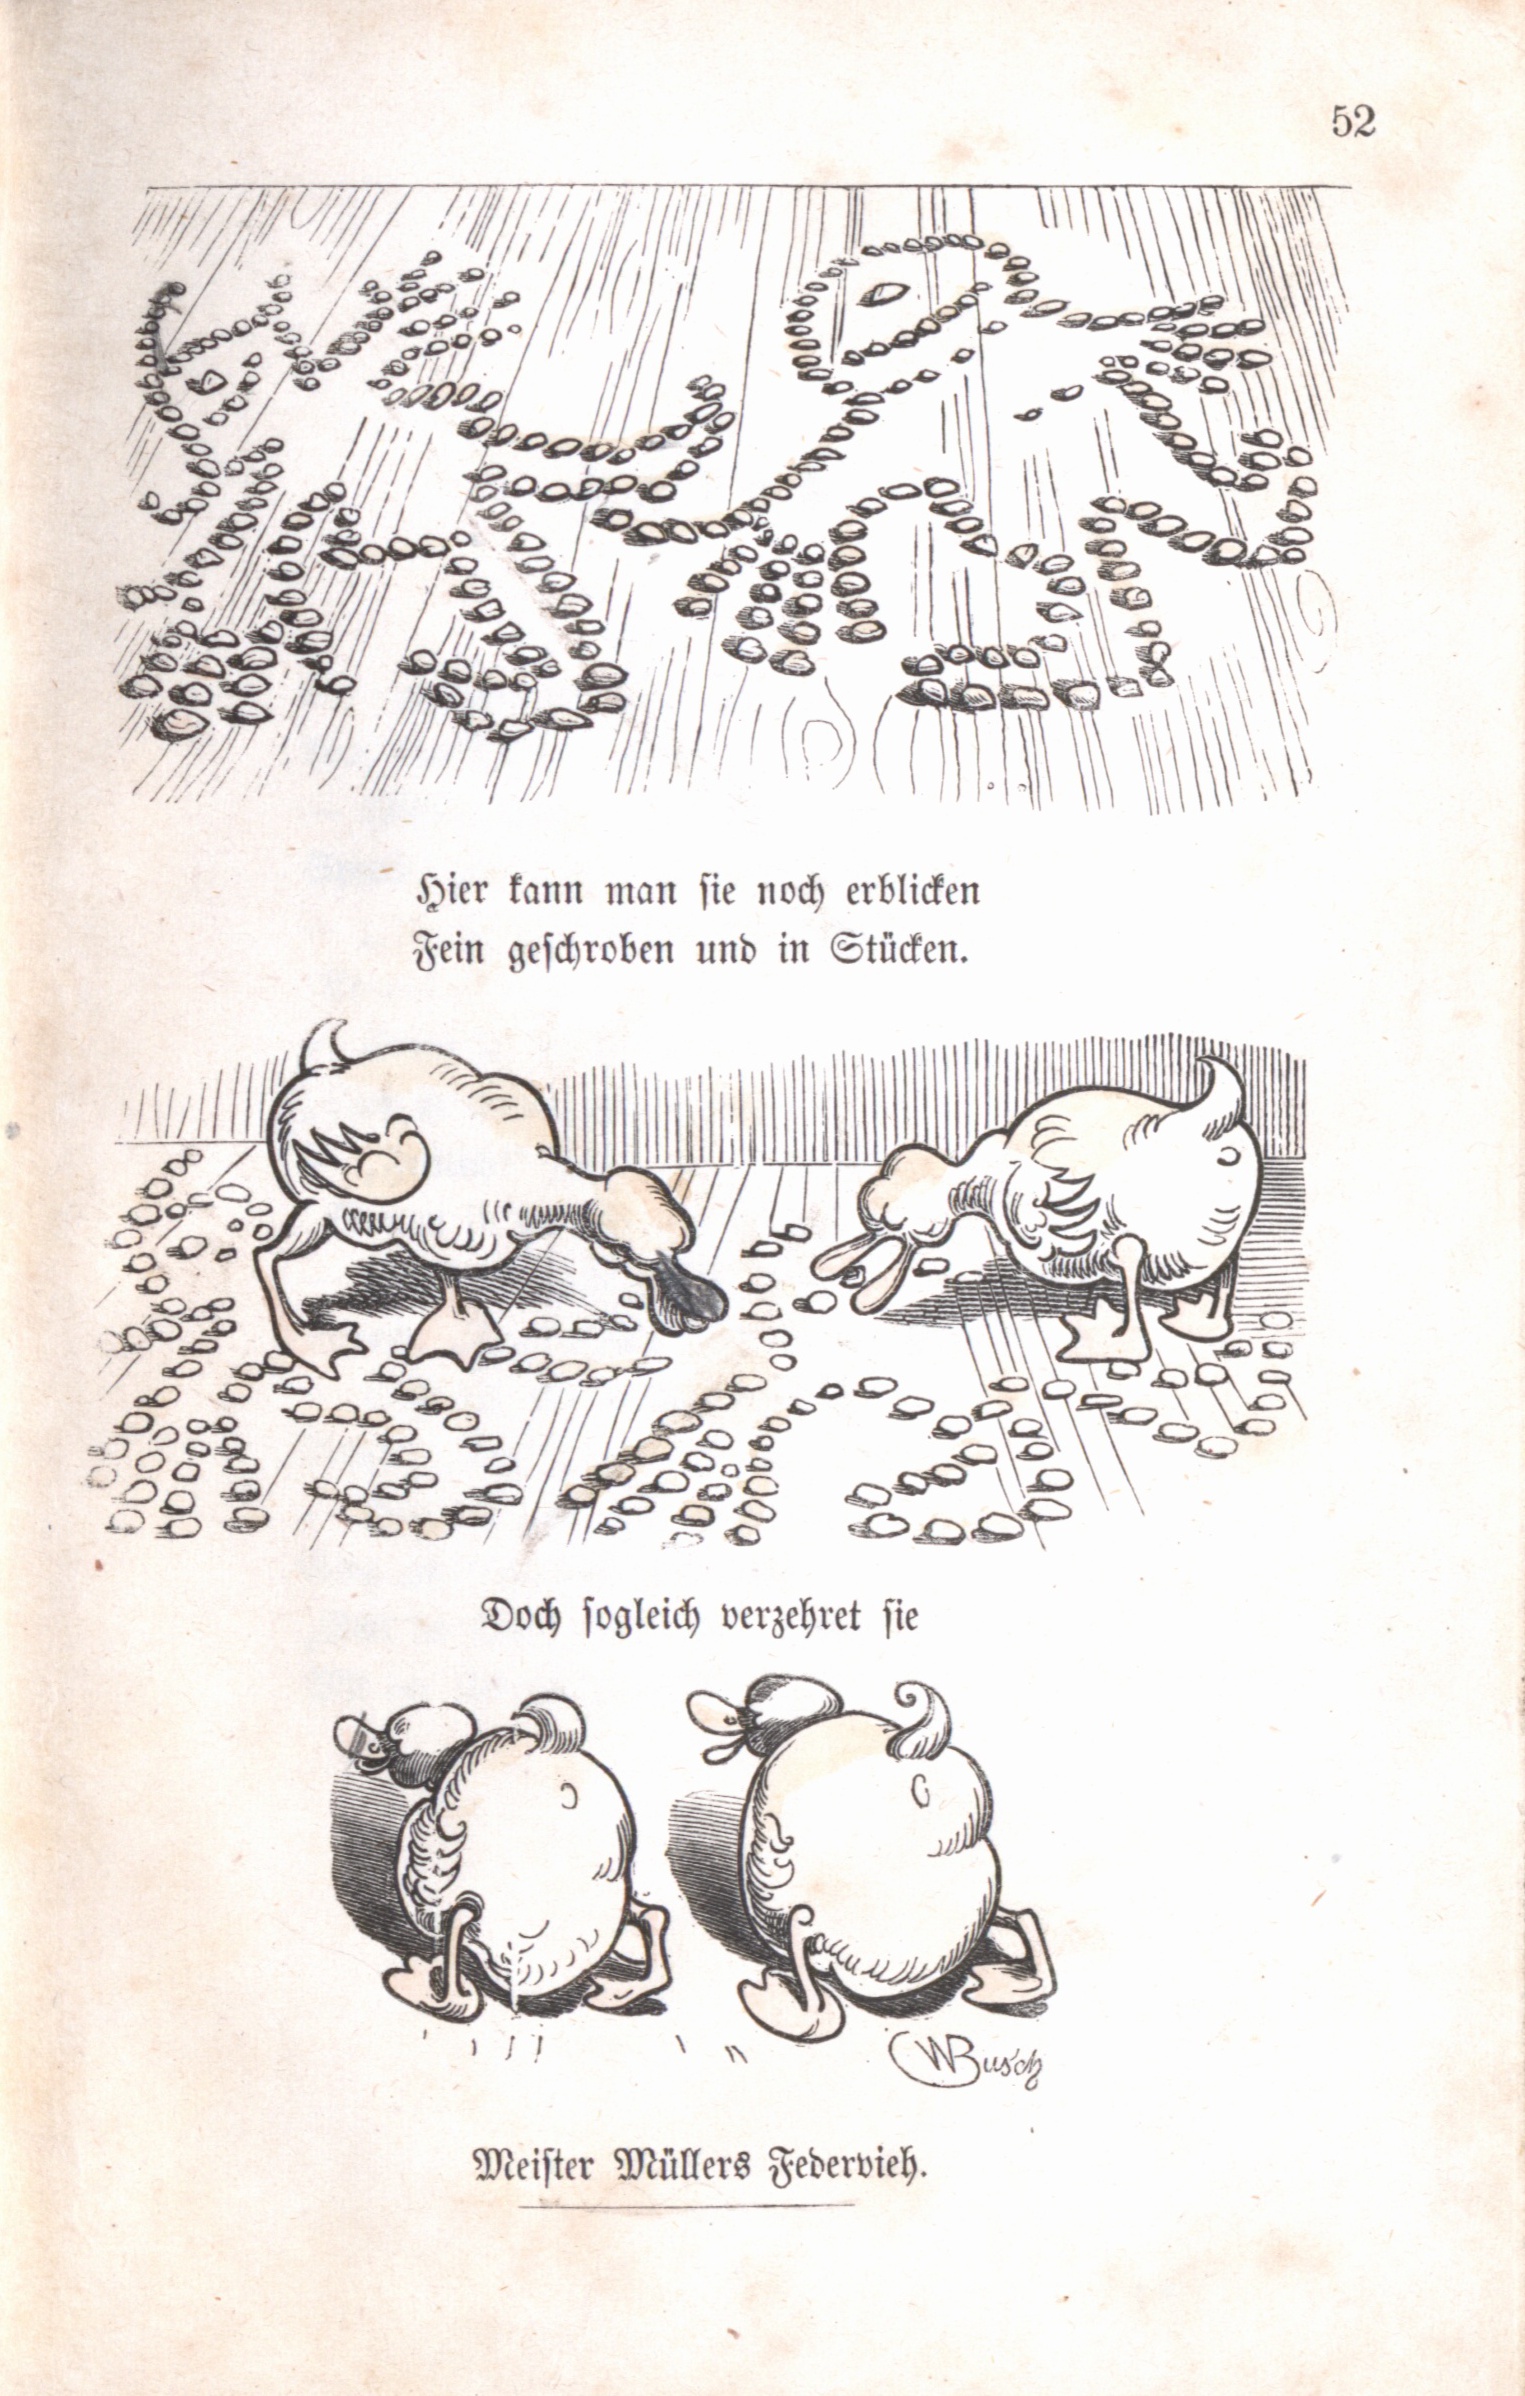 52
Hier kann man sie noch erblicken
Fein geschroben und in Stücken.
Doch sogleich verzehret sie
WBusch
Meister Müllers Federvieh.